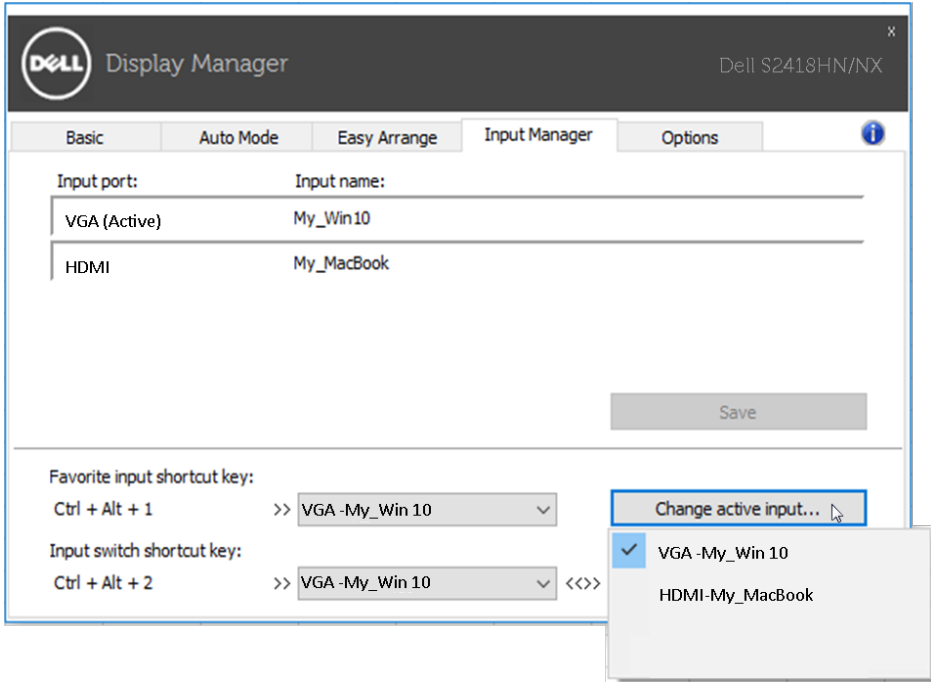 x
DELL Display Manager
Dell S2418HN/NX
Basic Auto Mode Easy Arrange Input Manager Options i
Input port: Input name:
VGA (Active) My_Win10
HDMI My_MacBook
Save
Favorite input shortcut key:
Ctrl + Alt + 1 >> VGA -My_Win 10 Change active input...
Input switch shortcut key:
Ctrl + Alt + 2 >> VGA -My_Win 10 <<>>
VGA -My_Win 10
HDMI-My_MacBook